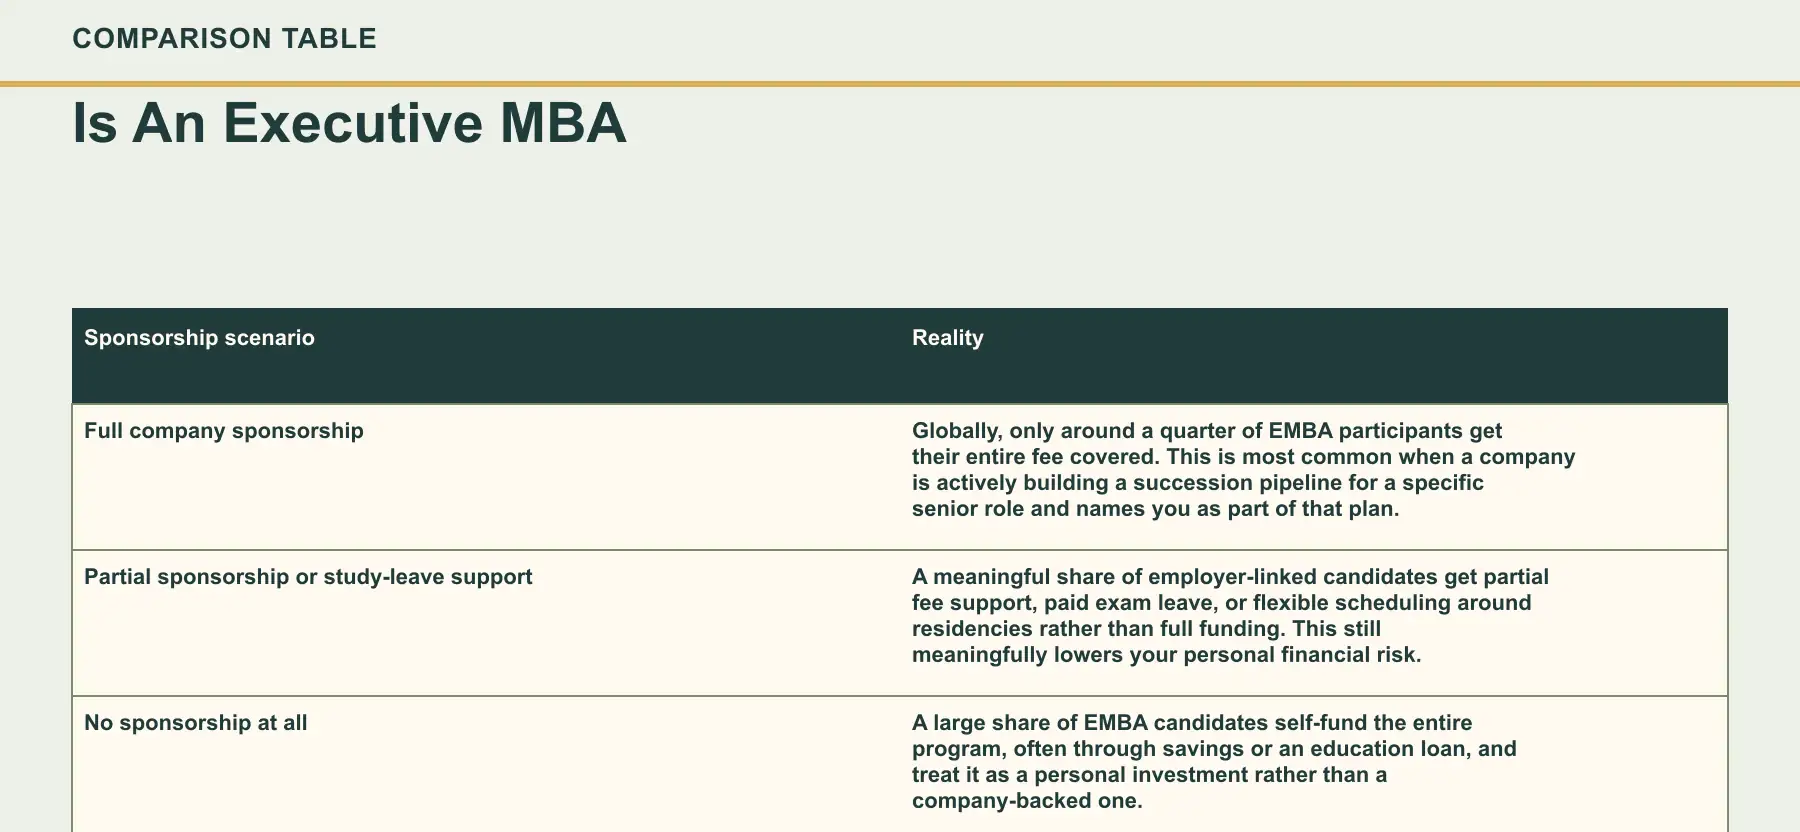 COMPARISON TABLE
Is An Executive MBA
Sponsorship scenario
Reality
Full company sponsorship
Globally, only around a quarter of EMBA participants get
their entire fee covered. This is most common when a company
is actively building a succession pipeline for a specific
senior role and names you as part of that plan.
Partial sponsorship or study-leave support
A meaningful share of employer-linked candidates get partial
fee support, paid exam leave, or flexible scheduling around
residencies rather than full funding. This still
meaningfully lowers your personal financial risk.
No sponsorship at all
A large share of EMBA candidates self-fund the entire
program, often through savings or an education loan, and
treat it as a personal investment rather than a
company-backed one.